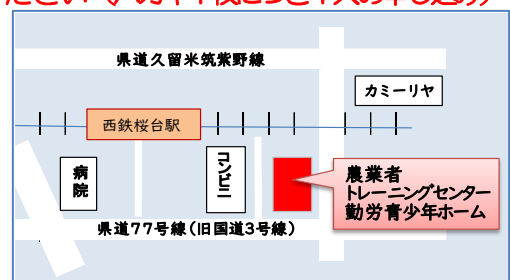 県道久留米筑紫野線
カミーリヤ
西鉄桜台駅
病院
コンビニ
農業者
トレーニングセンター
勤労青少年ホーム
県道77号線(旧国道3号線)